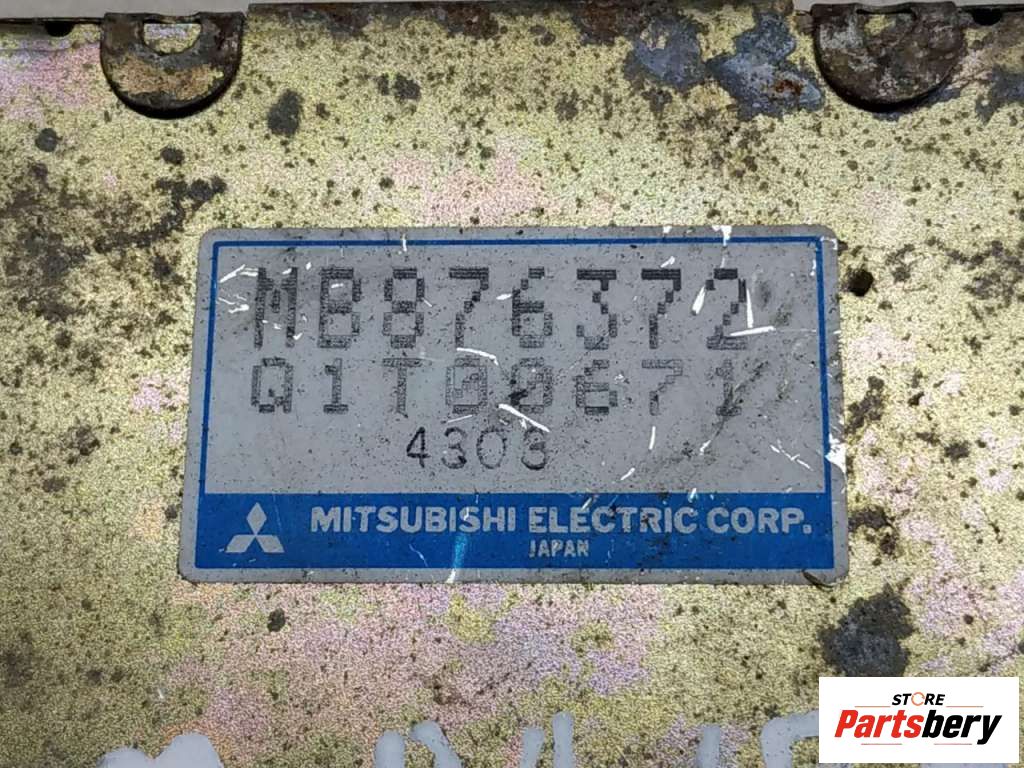 MB876372
Q1T00671
4303
MITSUBISHI ELECTRIC CORP.
JAPAN
STORE
Partsbery